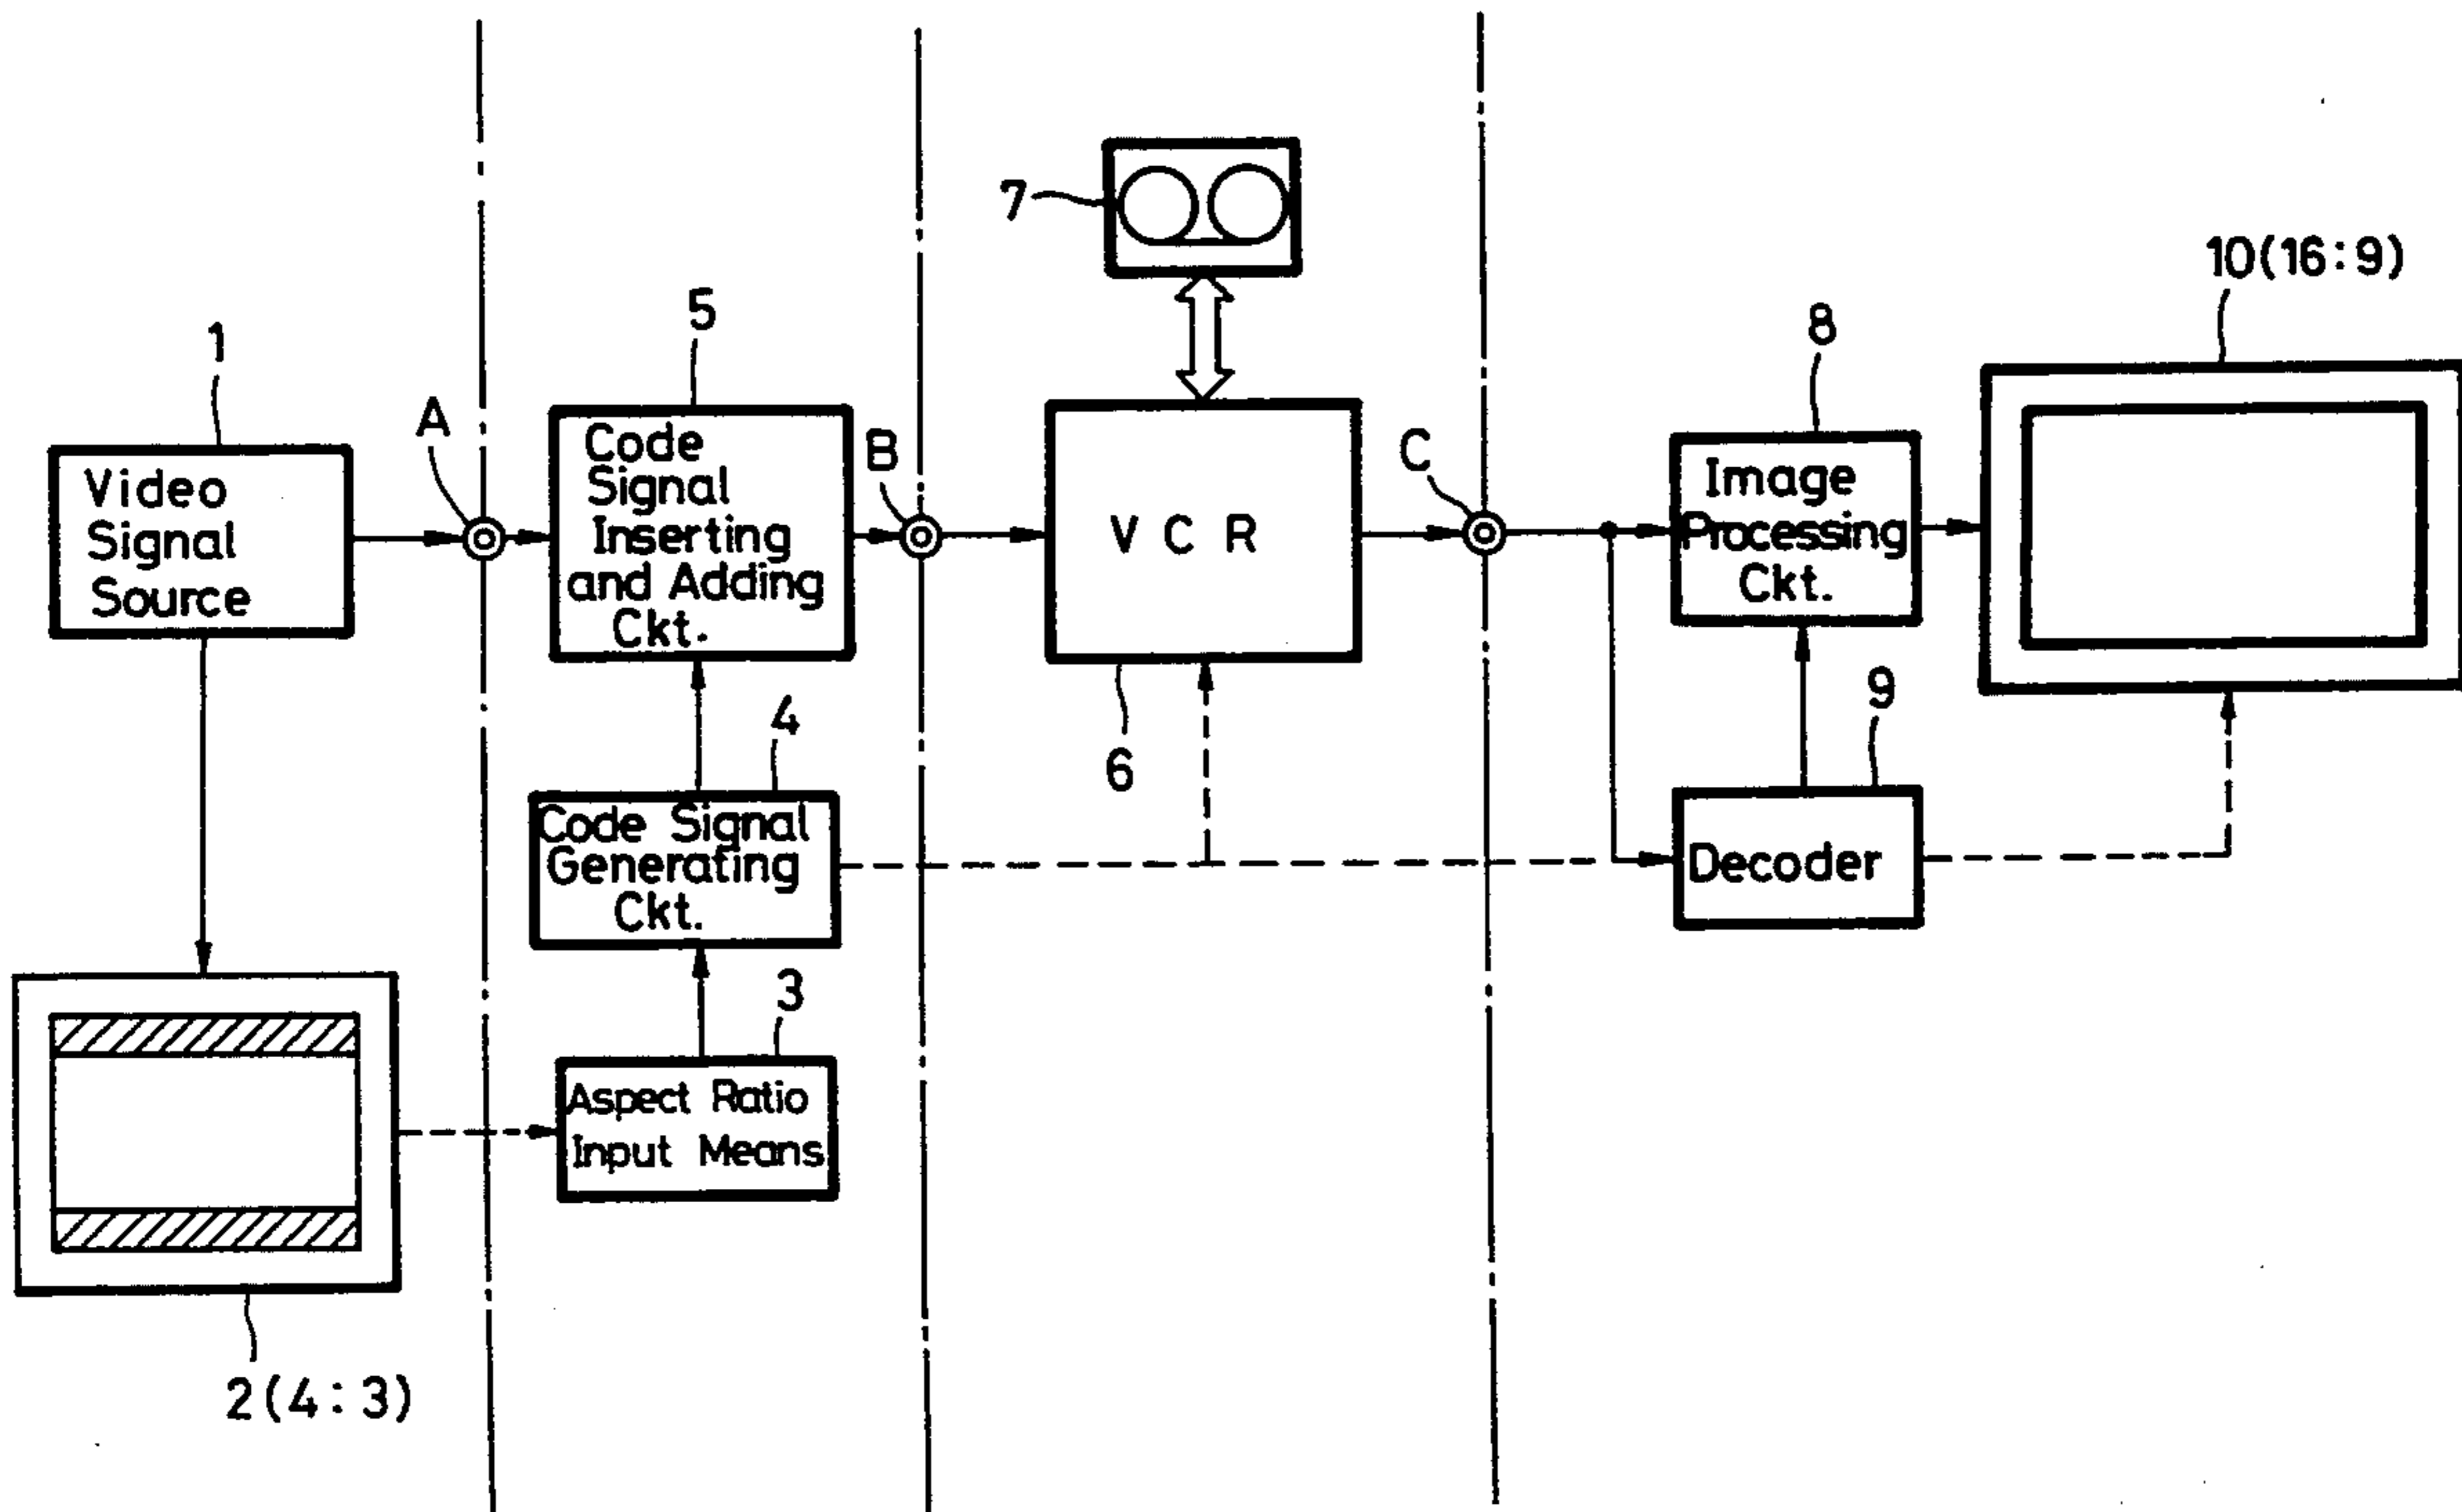 1
Video
Signal
Source
A
5
Code
Signal
Inserting
and Adding
Ckt.
B
7
V C R
6
C
8
Image
Processing
Ckt.
10(16:9)
4
Code Signal
Generating
Ckt.
9
Decoder
3
Aspect Ratio
Input Means
2(4:3)